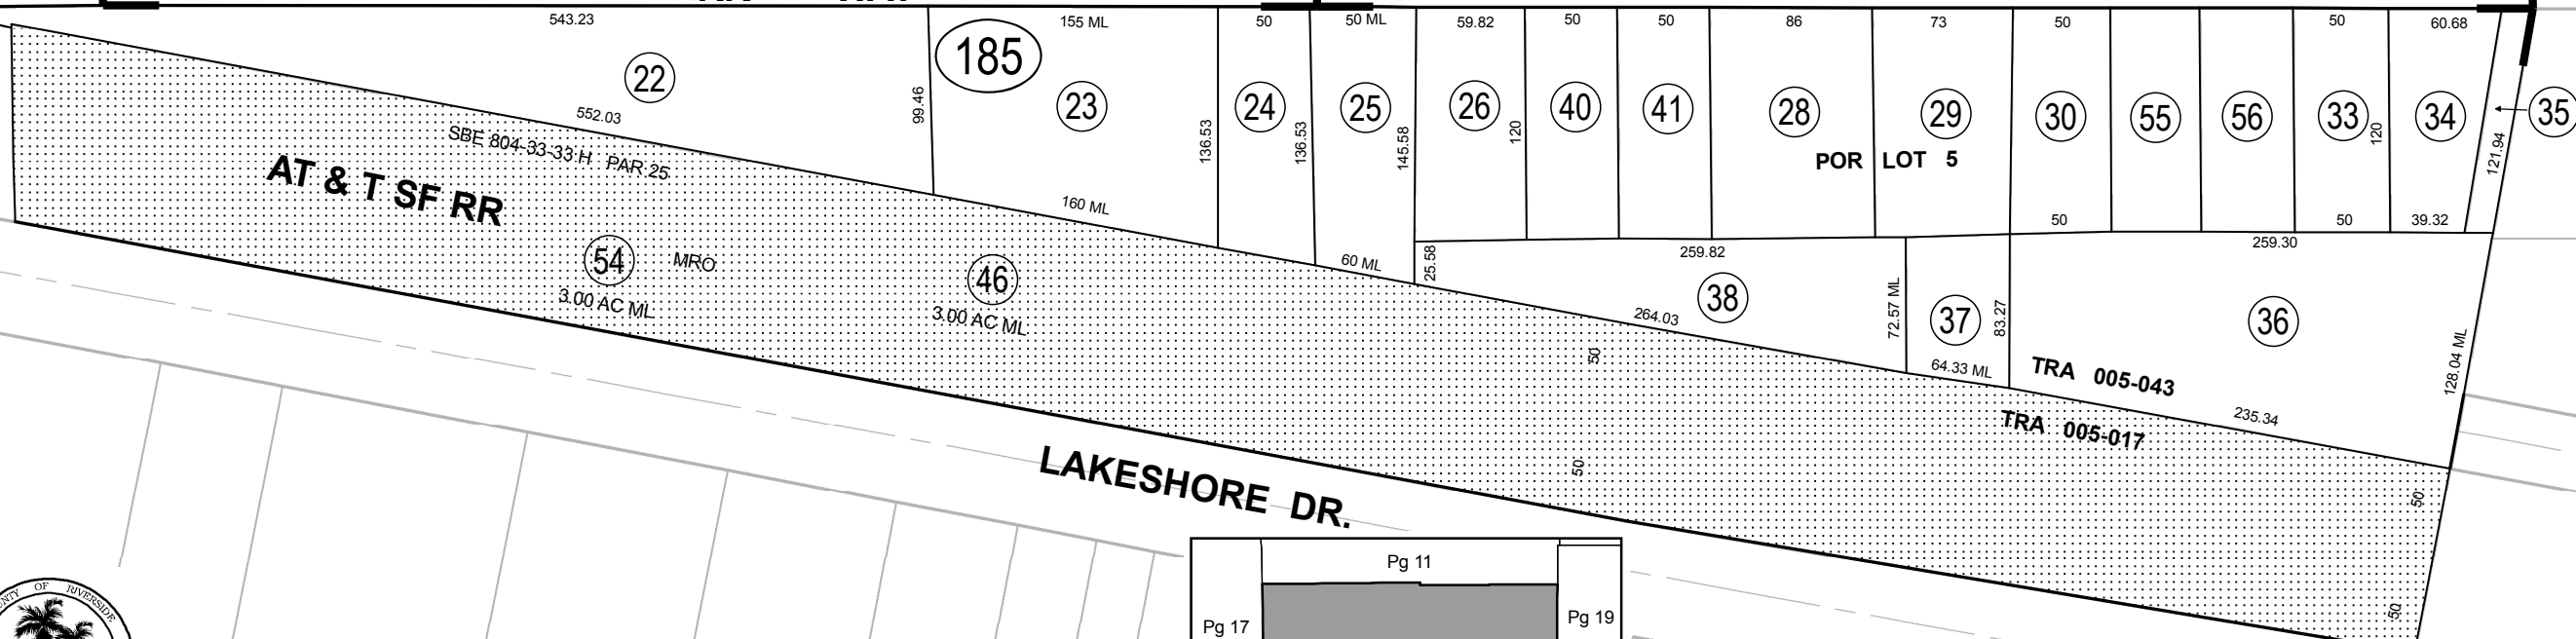 543.23
155 ML
50
50 ML
59.82
50
50
86
73
50
50
60.68
185
22
23
24
25
26
40
41
28
29
30
55
56
33
34
35
552.03
99.46
136.53
136.53
145.58
120
120
121.94
SBE 804-33-33 H PAR 25
AT & T SF RR
POR LOT 5
160 ML
60 ML
25.58
259.82
50
50
39.32
259.30
54
MRO
3.00 AC ML
46
3.00 AC ML
38
264.03
72.57 ML
37
83.27
64.33 ML
36
128.04 ML
TRA 005-043
235.34
TRA 005-017
50
50
50
50
LAKESHORE DR.
Pg 11
Pg 17
Pg 19
OF RIVERSIDE